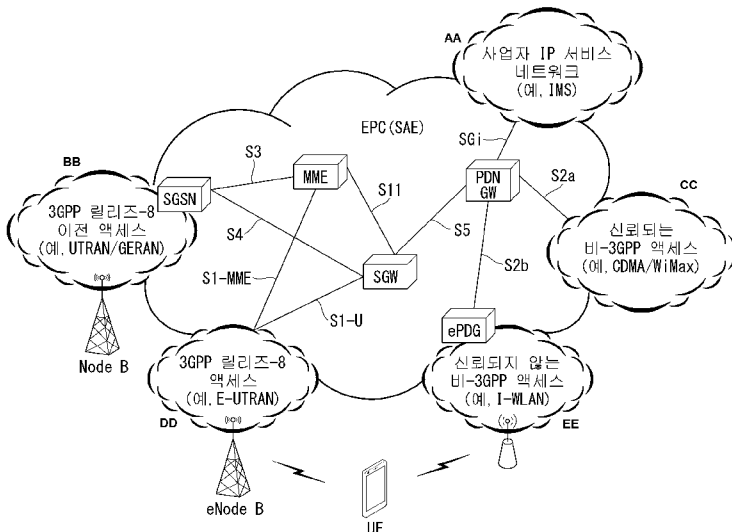 AA
사업자 IP 서비스
네트워크
(예, IMS)
EPC(SAE)
SGi
BB
S3
MME
PDN
GW
S2a
SGSN
S11
CC
3GPP 릴리즈-8
이전 액세스
(예, UTRAN/GERAN)
S4
S5
신뢰되는
비-3GPP 액세스
(예, CDMA/WiMax)
S1-MME
SGW
S2b
S1-U
ePDG
Node B
3GPP 릴리즈-8
액세스
(예, E-UTRAN)
신뢰되지 않는
비-3GPP 액세스
(예, I-WLAN)
DD
EE
eNode B
UE